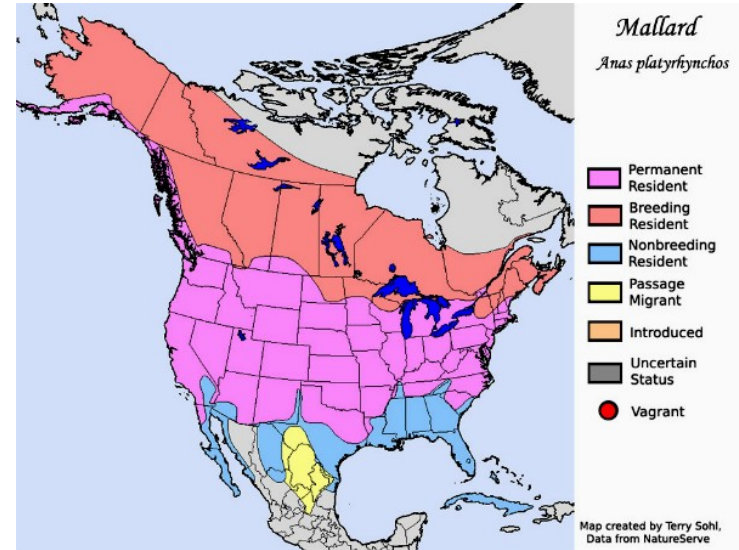 Mallard
Anas platyrhynchos
Permanent
Resident
Breeding
Resident
Nonbreeding
Resident
Passage
Migrant
Introduced
Uncertain
Status
Vagrant
Map created by Terry Sohl,
Data from NatureServe